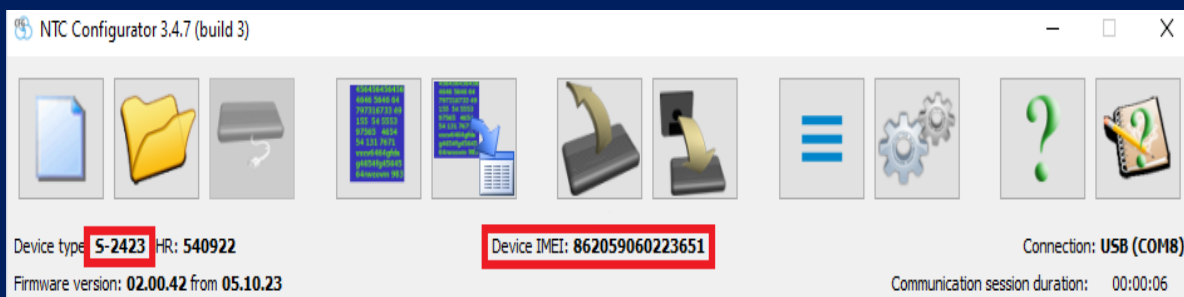 NTC Configurator 3.4.7 (build 3)
Device type S-2423 HR: 540922 Device IMEI: 862059060223651 Connection: USB (COM8)
Firmware version: 02.00.42 from 05.10.23 Communication session duration: 00:00:06